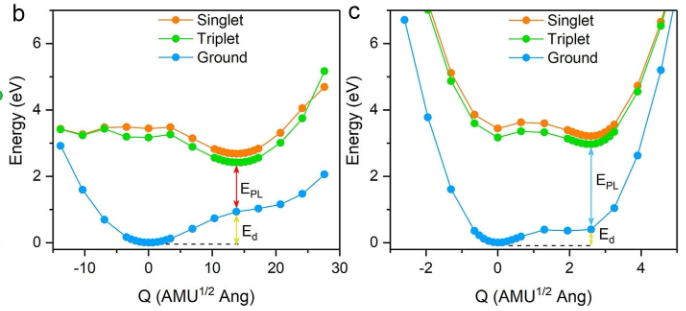 b
Singlet
Triplet
Ground
Energy (eV)
6
4
2
0
E_PL
E_d
-10 0 10 20 30
Q (AMU^1/2 Ang)
c
Singlet
Triplet
Ground
Energy (eV)
6
4
2
0
E_PL
E_d
-2 0 2 4
Q (AMU^1/2 Ang)